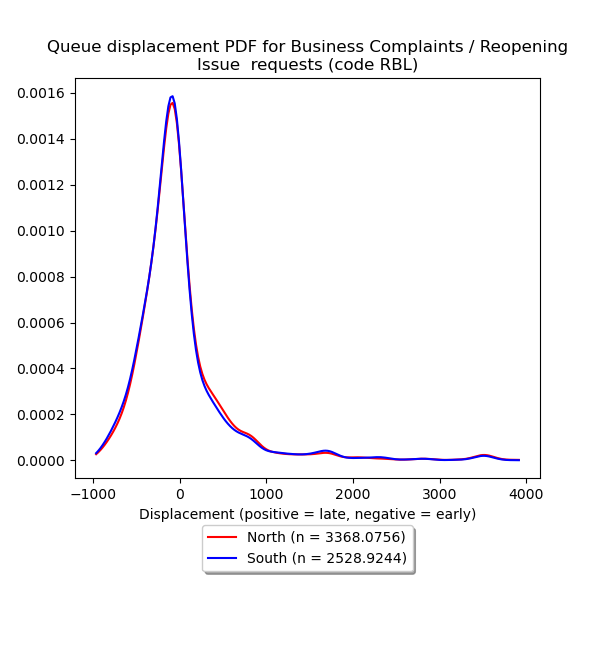 Queue displacement PDF for Business Complaints / Reopening
Issue  requests (code RBL)
0.0016
0.0014
0.0012
0.0010
0.0008
0.0006
0.0004
0.0002
0.0000
−1000 0 1000 2000 3000 4000
Displacement (positive = late, negative = early)
North (n = 3368.0756)
South (n = 2528.9244)